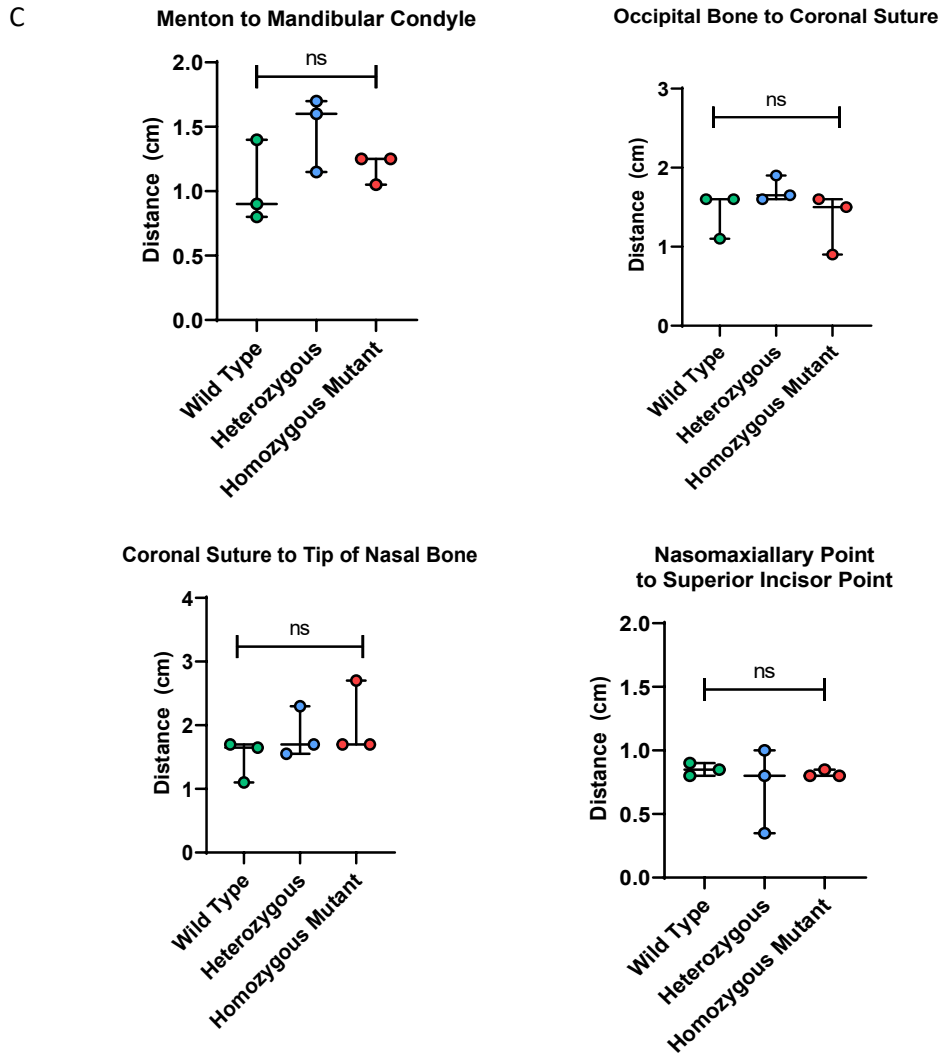 C
Menton to Mandibular Condyle
ns
2.0
1.5
1.0
0.5
0.0
Distance (cm)
Wild Type
Heterozygous
Homozygous Mutant
Occipital Bone to Coronal Suture
ns
3
2
1
0
Distance (cm)
Wild Type
Heterozygous
Homozygous Mutant
Coronal Suture to Tip of Nasal Bone
ns
4
3
2
1
0
Distance (cm)
Wild Type
Heterozygous
Homozygous Mutant
Nasomaxiallary Point
to Superior Incisor Point
ns
2.0
1.5
1.0
0.5
0.0
Distance (cm)
Wild Type
Heterozygous
Homozygous Mutant